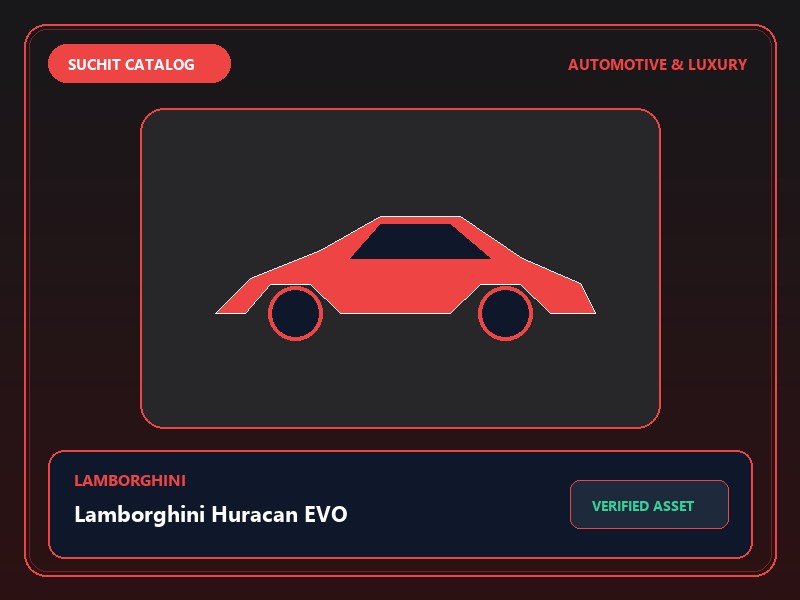 SUCHIT CATALOG
AUTOMOTIVE & LUXURY
LAMBORGHINI
Lamborghini Huracan EVO
VERIFIED ASSET